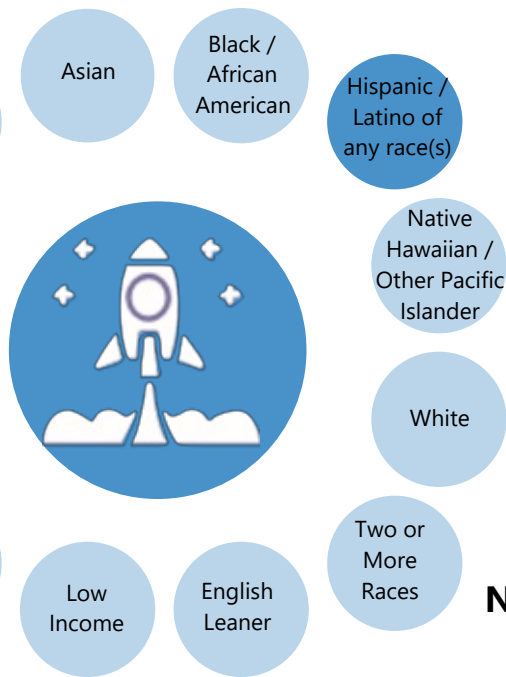 Asian
Black /
African
American
Hispanic /
Latino of
any race(s)
Native
Hawaiian /
Other Pacific
Islander
White
Two or
More
Races
English
Leaner
Low
Income
N